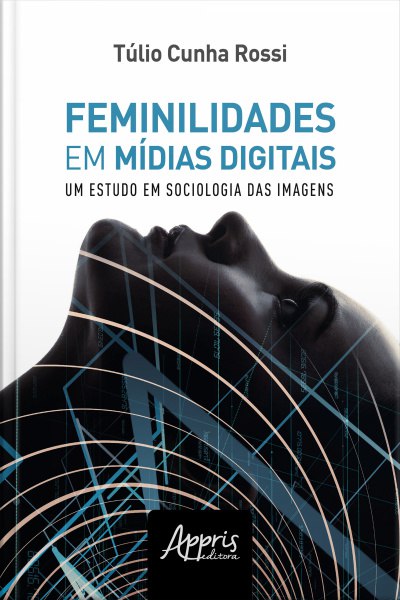 Túlio Cunha Rossi
FEMINILIDADES
EM MÍDIAS DIGITAIS
UM ESTUDO EM SOCIOLOGIA DAS IMAGENS
Appris
editora